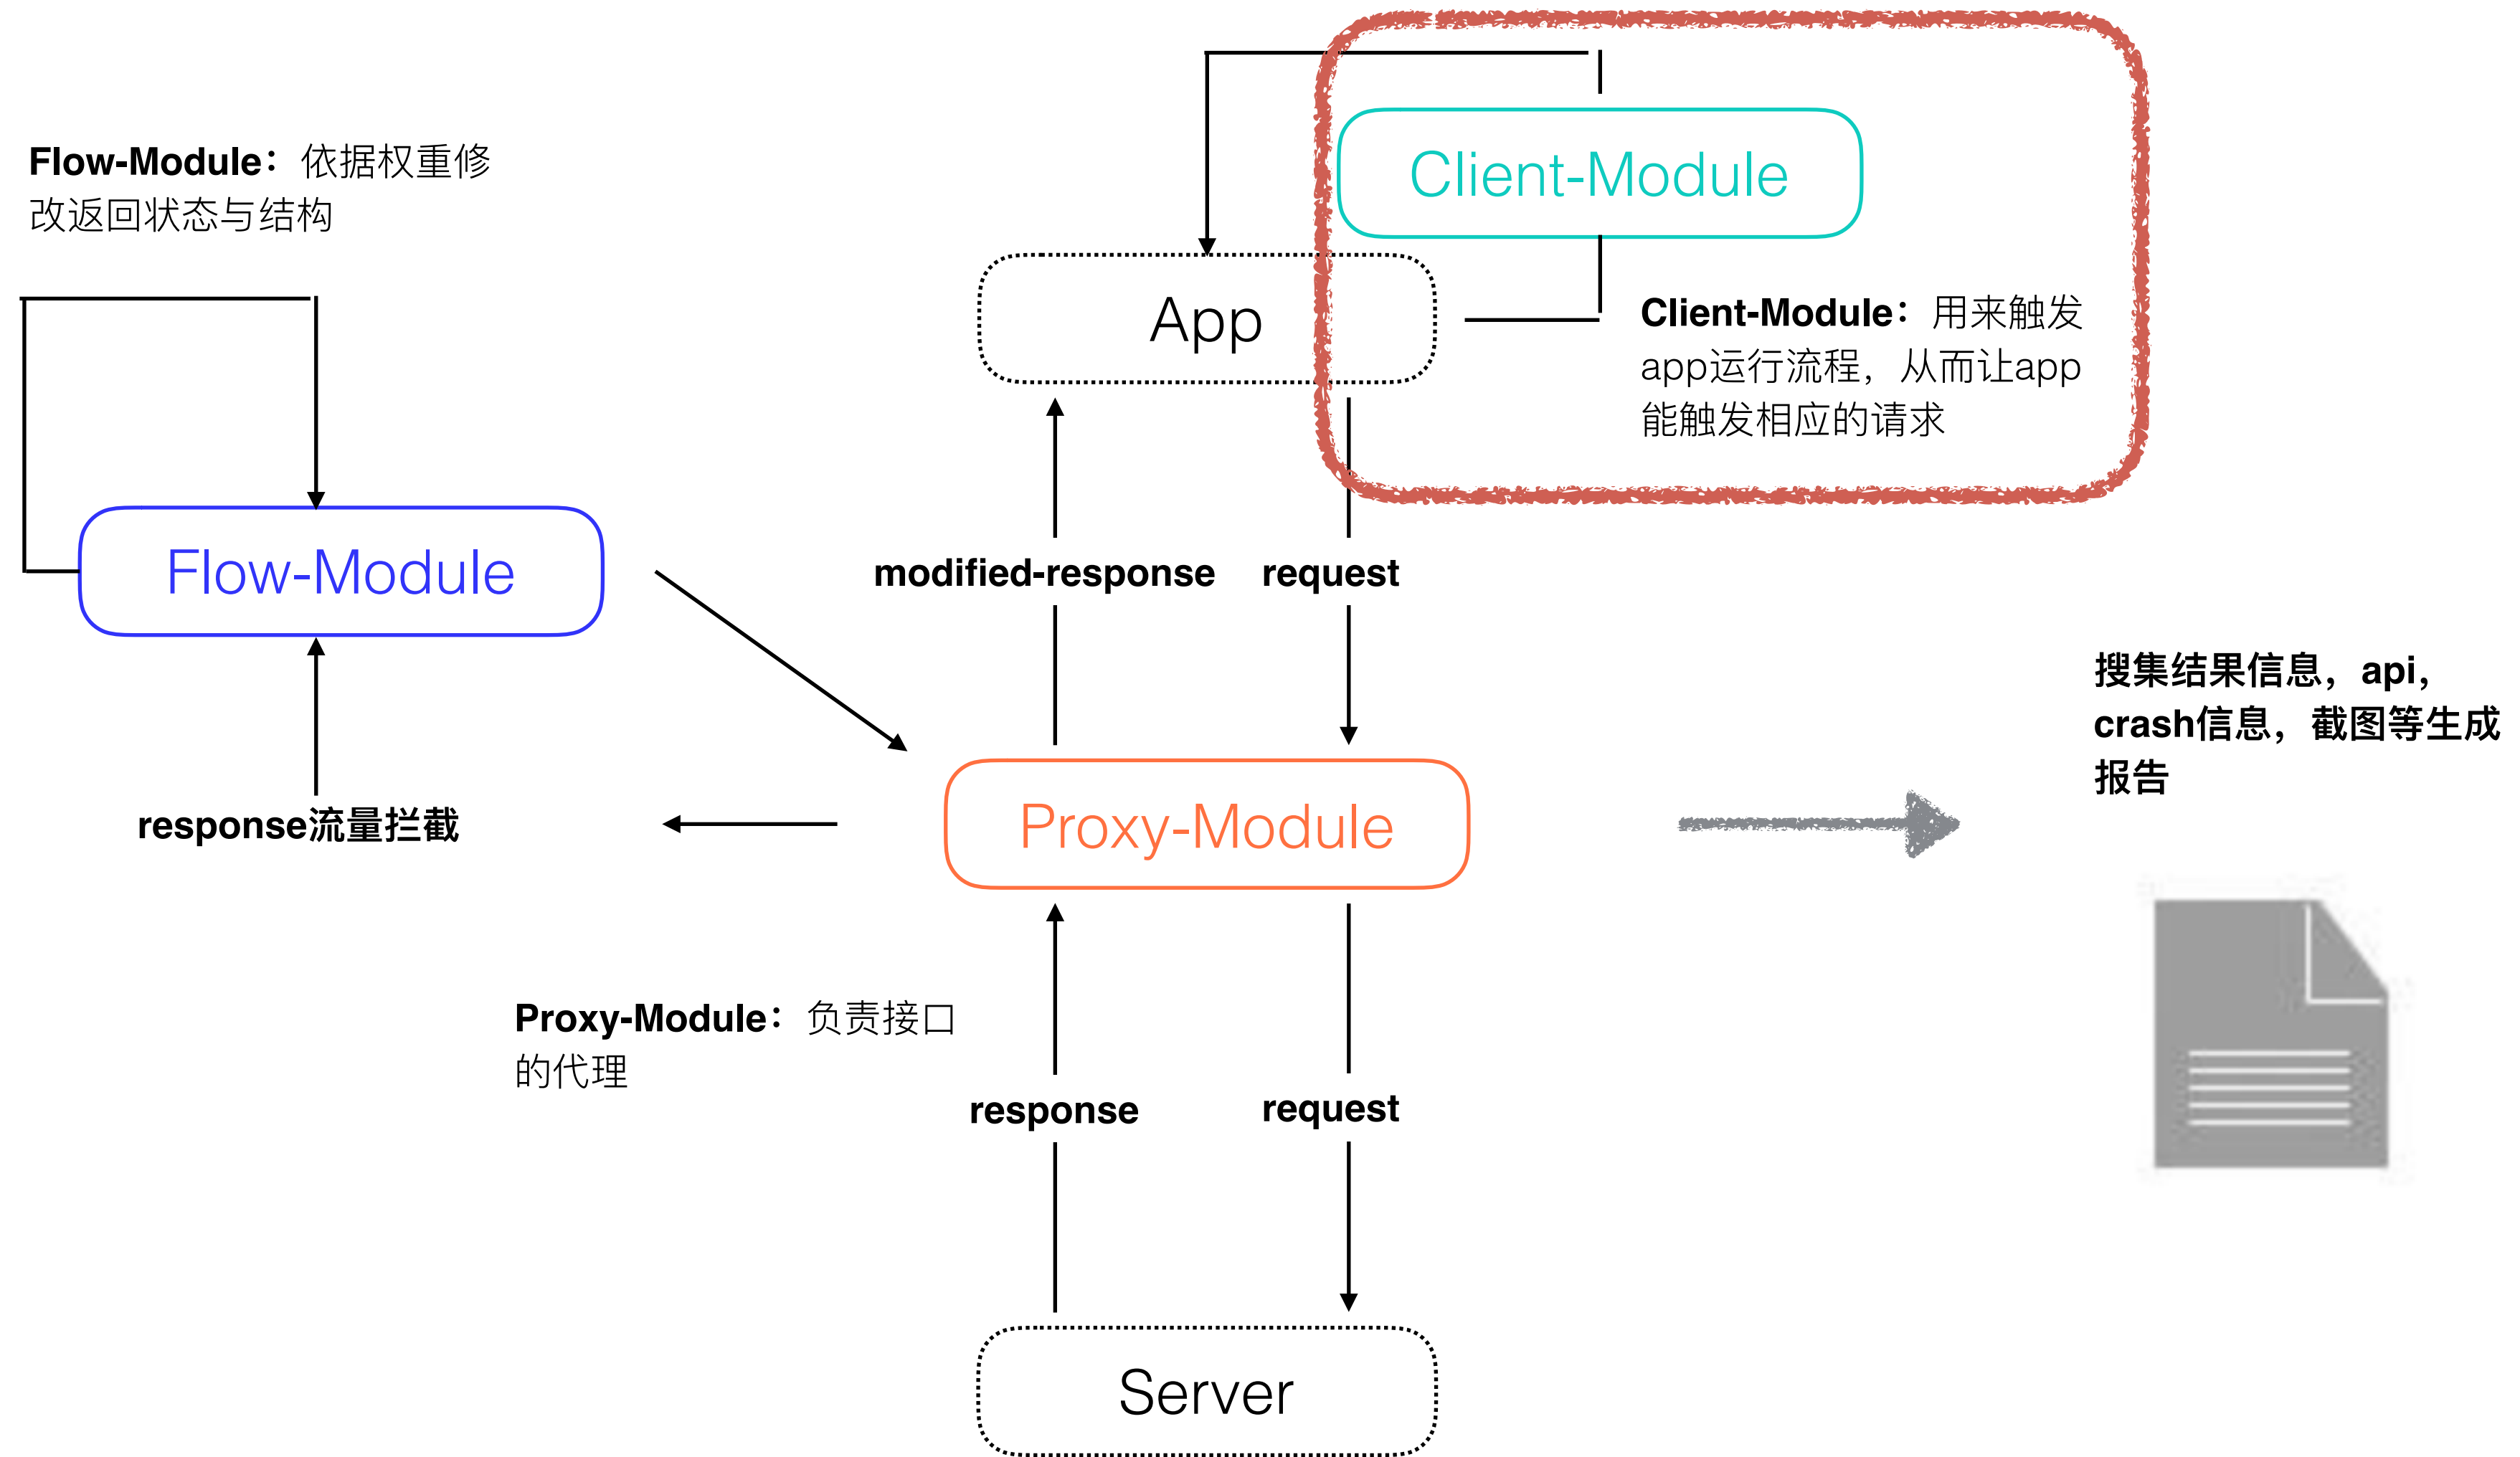 Client-Module
Flow-Module：依据权重修
改返回状态与结构
App
Client-Module：用来触发
app运行流程，从而让app
能触发相应的请求
Flow-Module
modified-response
request
搜集结果信息，api，
crash信息，截图等生成
报告
response流量拦截
Proxy-Module
Proxy-Module：负责接口
的代理
response
request
Server